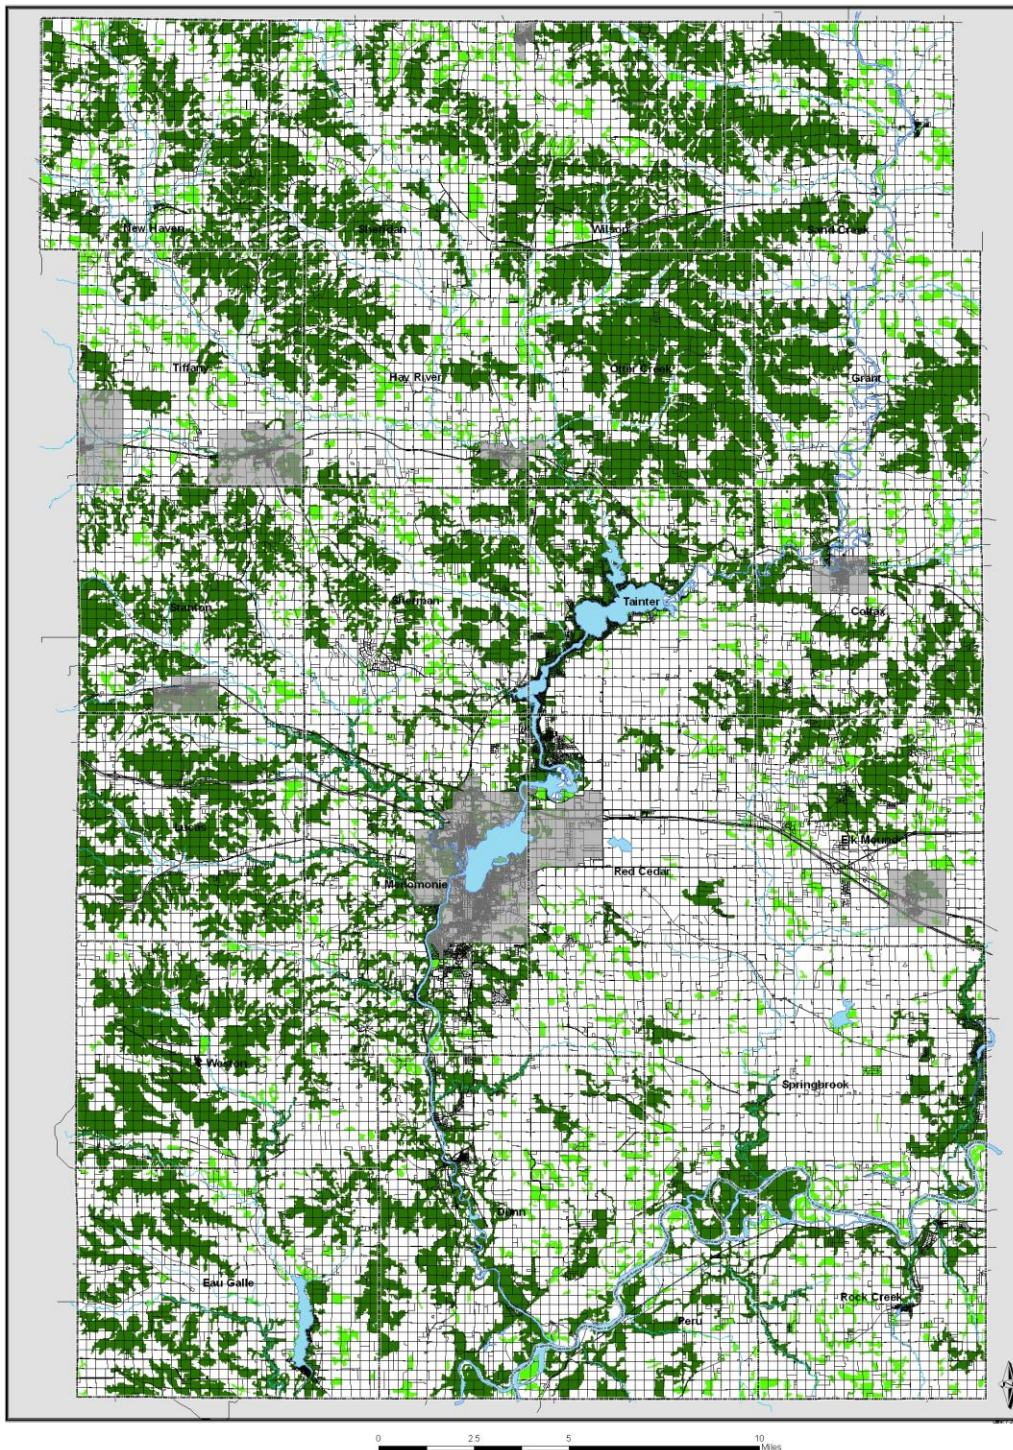 New Haven
Sheridan
Wilson
Sand Creek
Tiffany
Hay River
Otter Creek
Grant
Stanton
Sherman
Tainter
Colfax
Lucas
Menomonie
Red Cedar
Elk Mound
Weston
Springbrook
Dunn
Eau Galle
Peru
Rock Creek
0 2.5 5 10
Miles